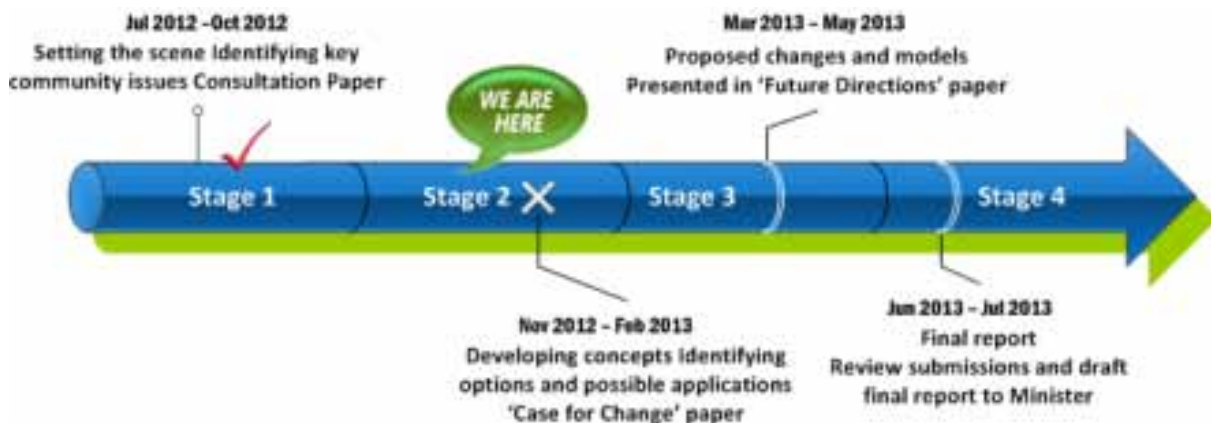 Jul 2012 –Oct 2012
Setting the scene Identifying key
community issues Consultation Paper
WE ARE
HERE
Mar 2013 – May 2013
Proposed changes and models
Presented in ‘Future Directions’ paper
Stage 1
Stage 2
Stage 3
Stage 4
Nov 2012 – Feb 2013
Developing concepts Identifying
options and possible applications
‘Case for Change’ paper
Jun 2013 – Jul 2013
Final report
Review submissions and draft
final report to Minister